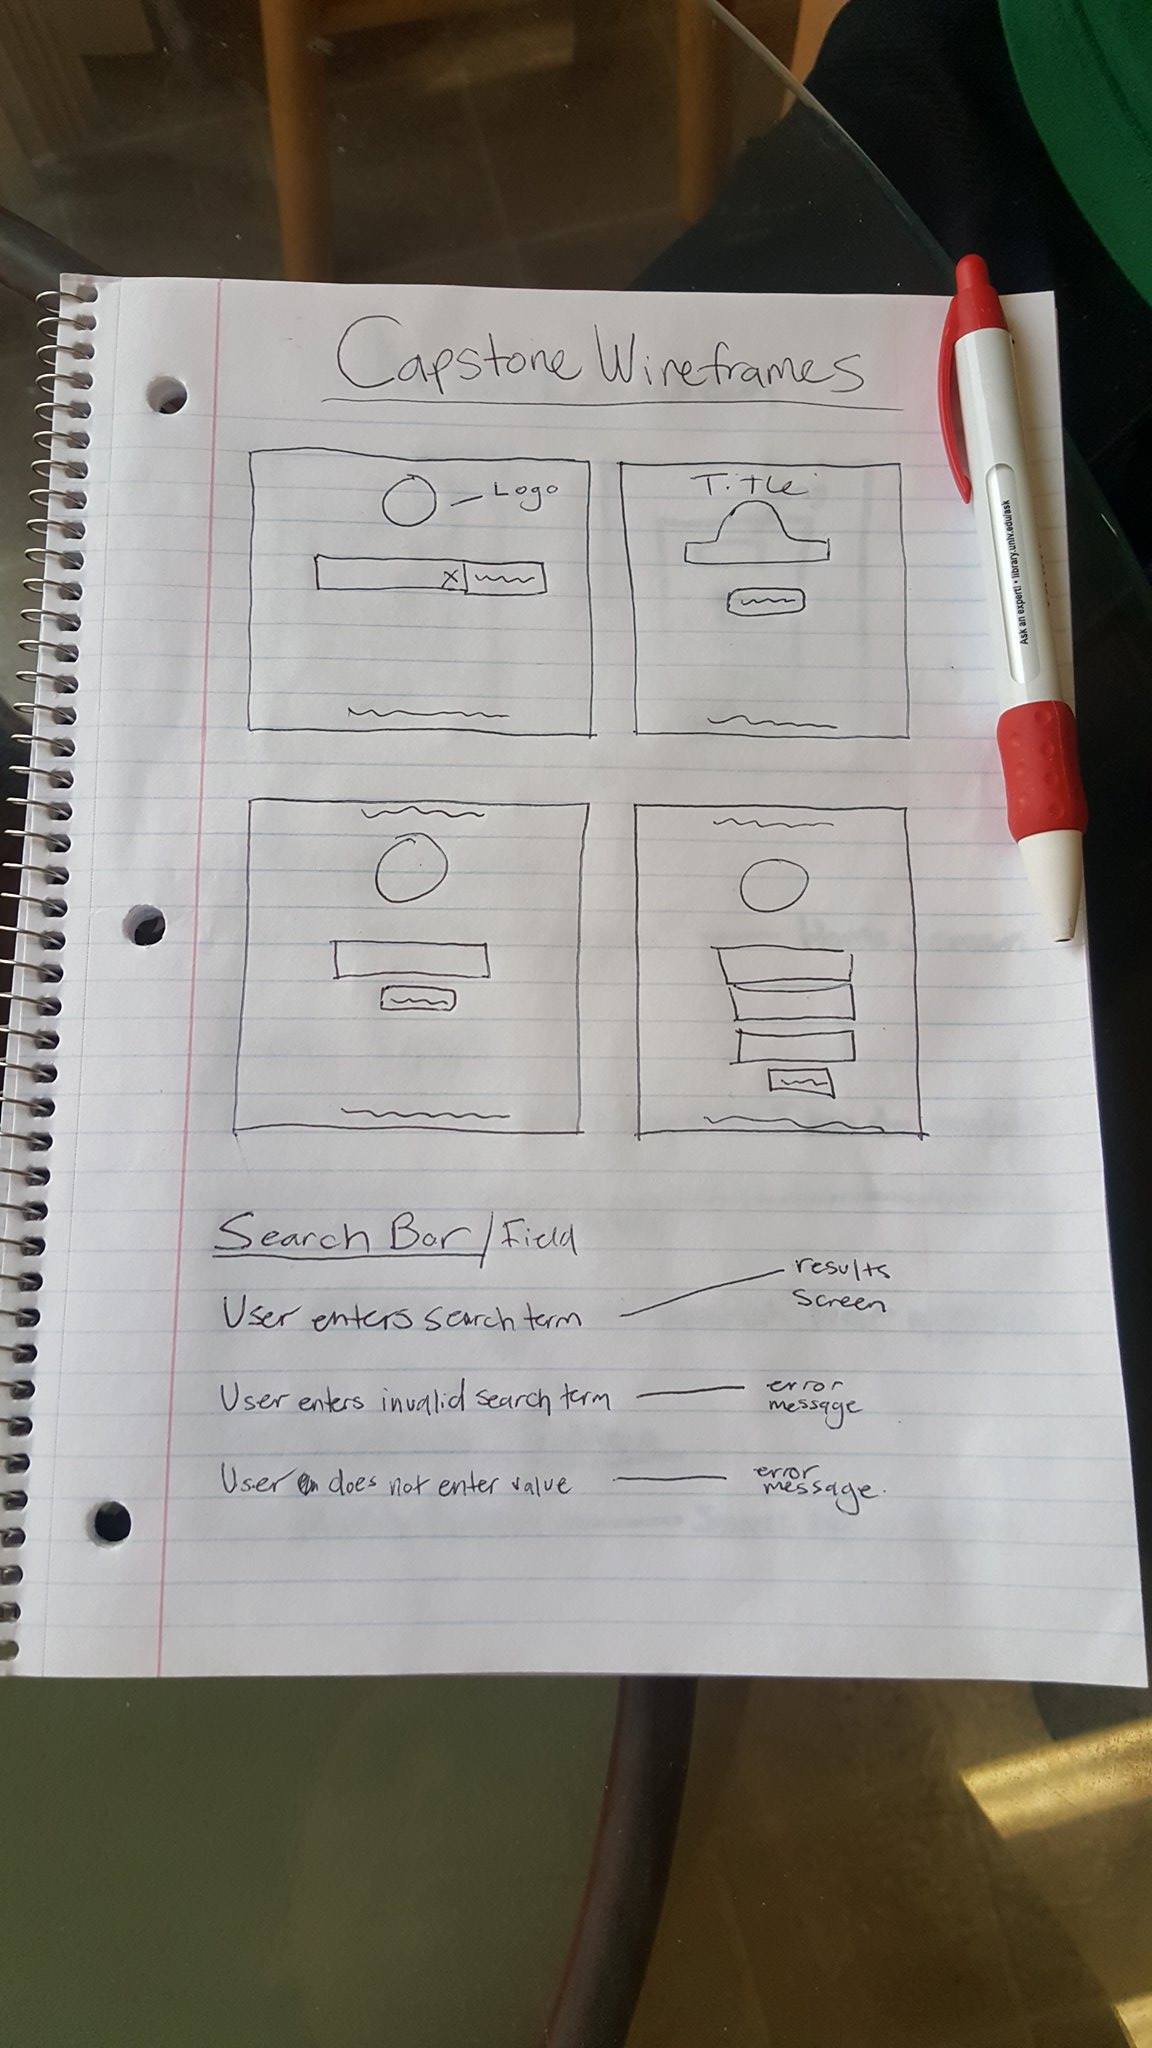 Capstone Wireframes
Logo
X
Title
Search Bar/Field
User enters search term
results
screen
User enters invalid search term
error
message
User does not enter value
error
message.
Ask an expert! • library.unlv.edu/ask